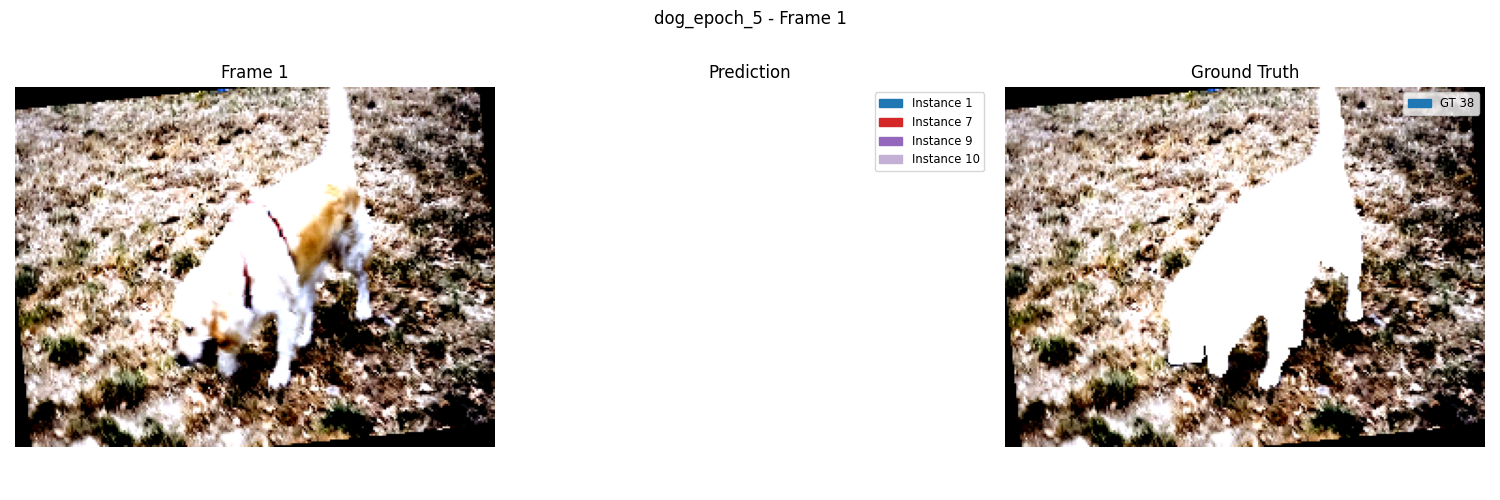 dog_epoch_5 - Frame 1
Frame 1
Prediction
Ground Truth
Instance 1
Instance 7
Instance 9
Instance 10
GT 38